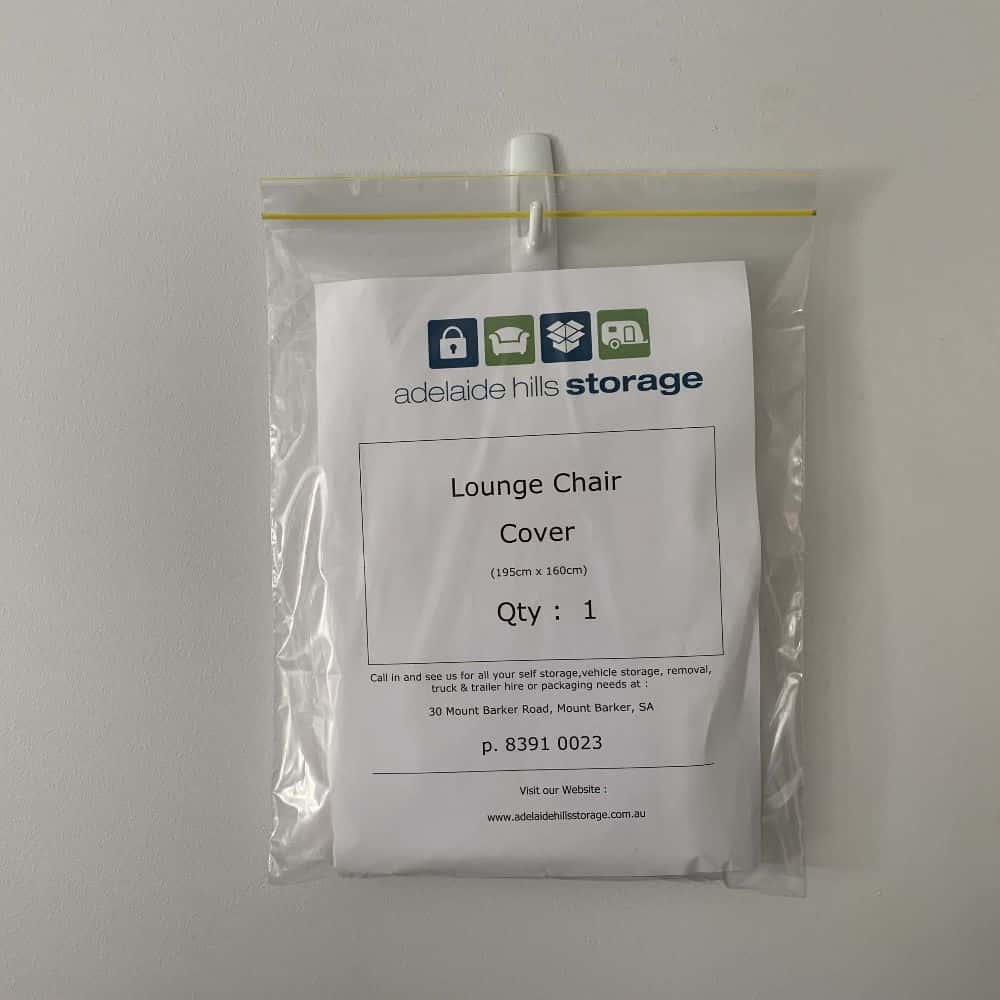 adelaide hills storage
Lounge Chair
Cover
(195cm x 160cm)
Qty : 1
Call in and see us for all your self storage,vehicle storage, removal,
truck & trailer hire or packaging needs at :
30 Mount Barker Road, Mount Barker, SA
p. 8391 0023
Visit our Website :
www.adelaidehillsstorage.com.au